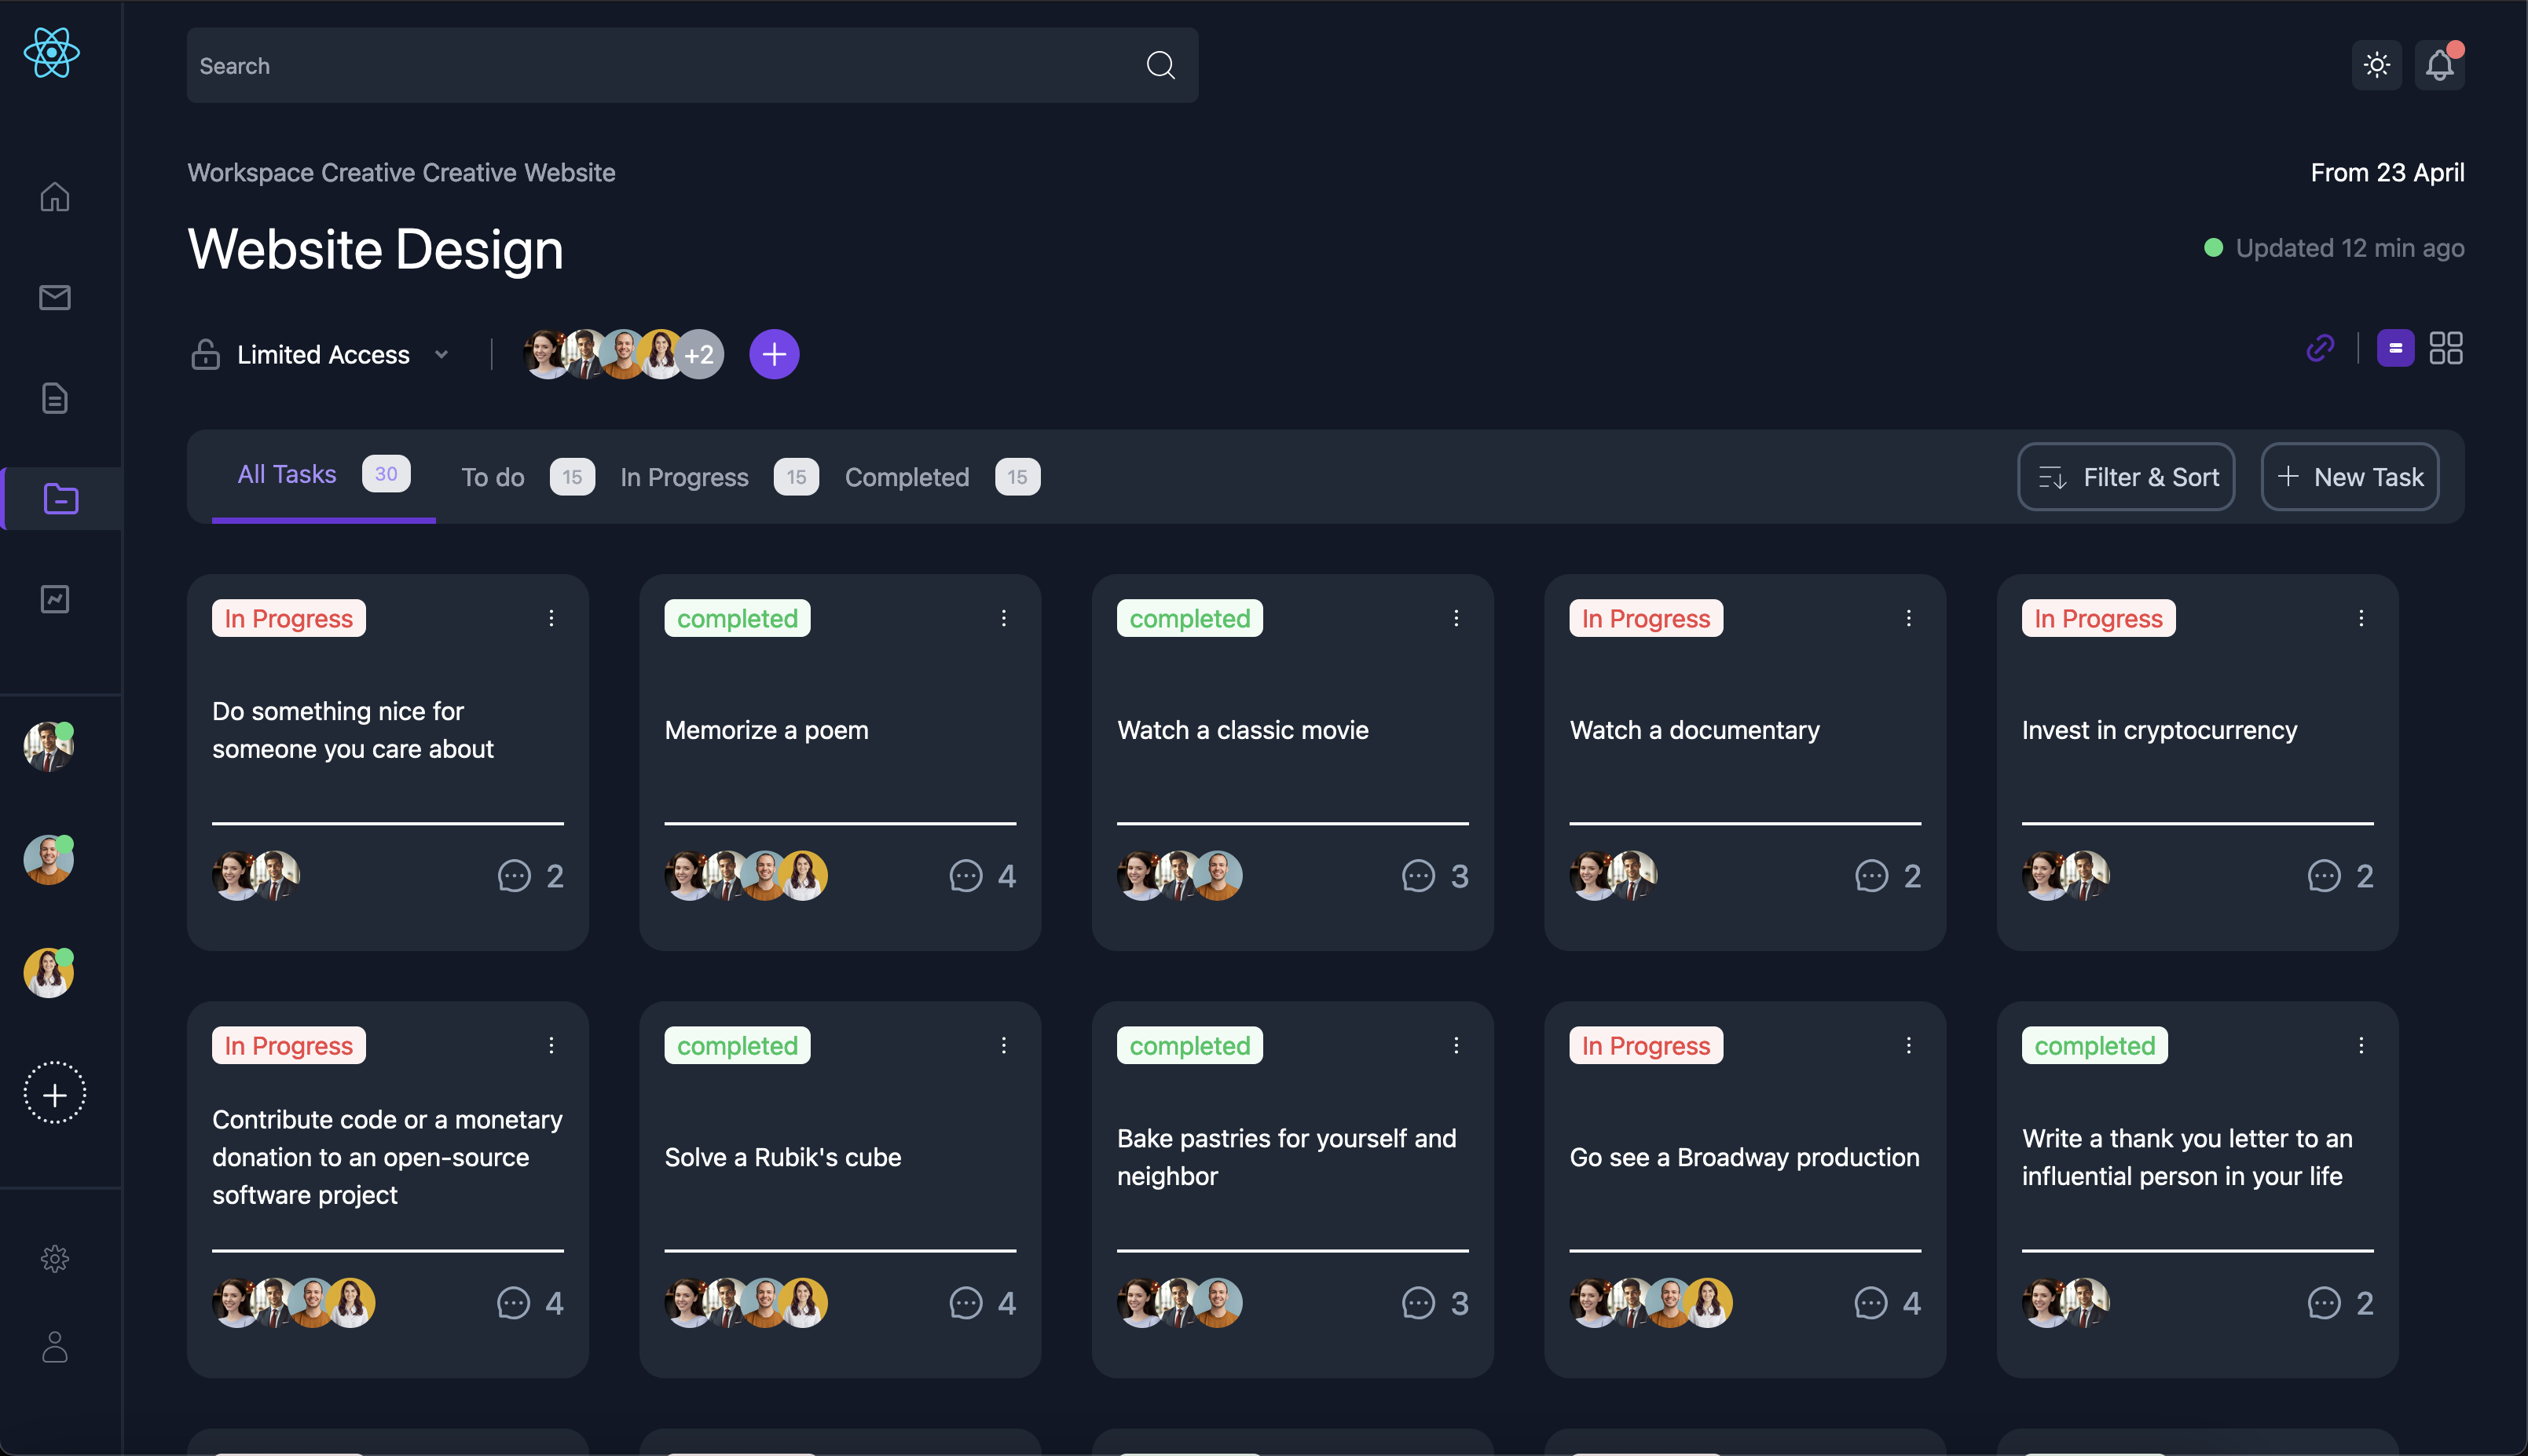 Search
Workspace Creative Creative Website
From 23 April
Website Design
Updated 12 min ago
Limited Access
+2
All Tasks 30 To do 15 In Progress 15 Completed 15
Filter & Sort
New Task
In Progress
Do something nice for
someone you care about
2
completed
Memorize a poem
4
completed
Watch a classic movie
3
In Progress
Watch a documentary
2
In Progress
Invest in cryptocurrency
2
In Progress
Contribute code or a monetary
donation to an open-source
software project
4
completed
Solve a Rubik's cube
4
completed
Bake pastries for yourself and
neighbor
3
In Progress
Go see a Broadway production
4
completed
Write a thank you letter to an
influential person in your life
2